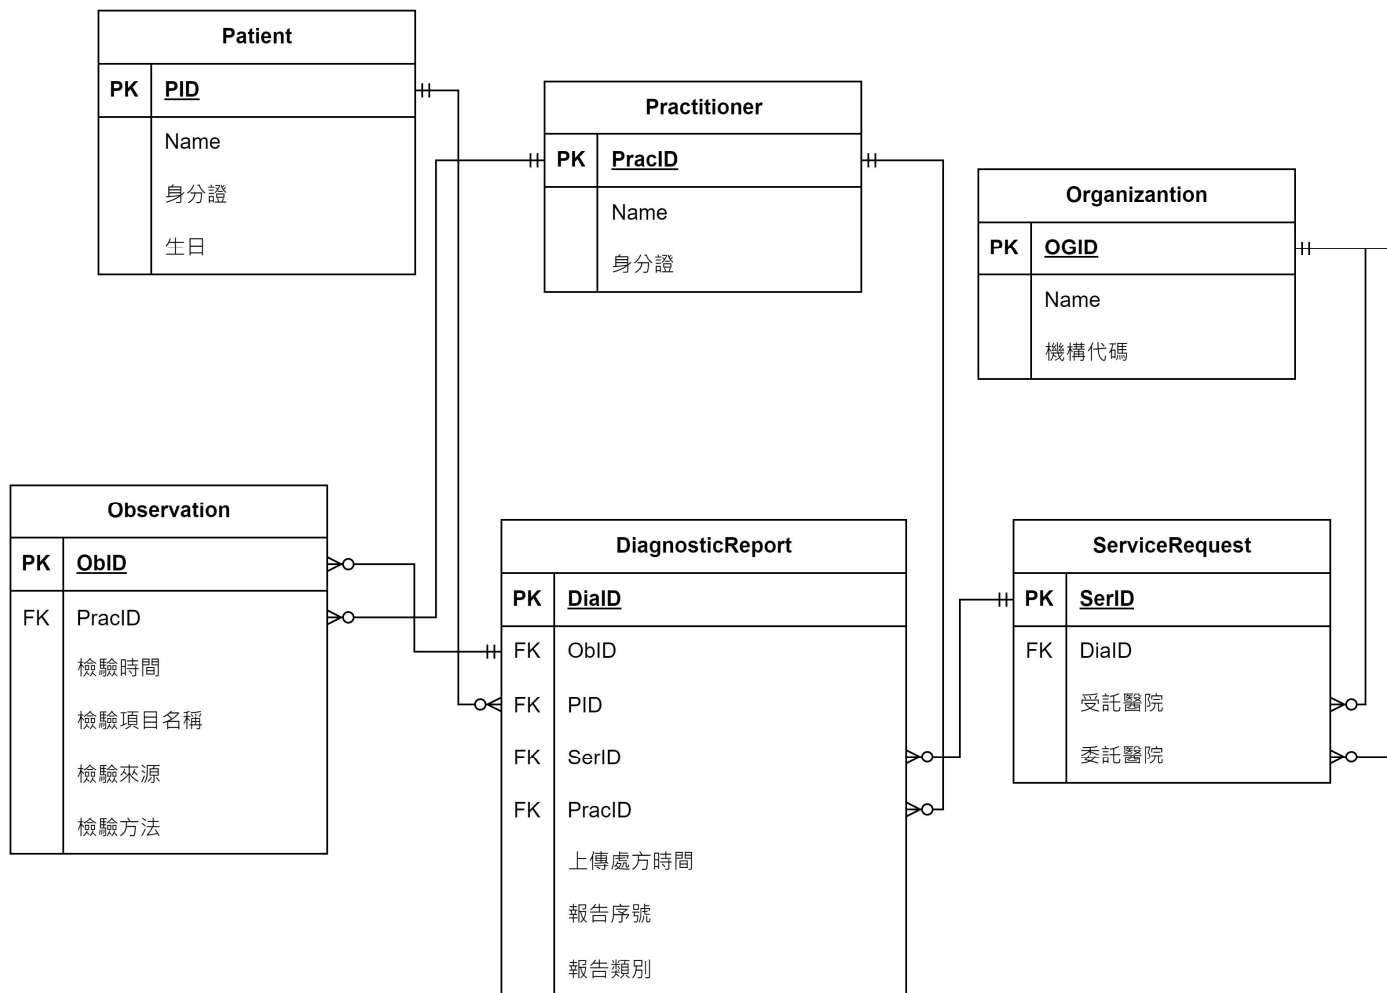 Patient
PK PID
Name
身分證
生日
Practitioner
PK PracID
Name
身分證
Organizantion
PK OGID
Name
機構代碼
Observation
PK ObID
FK PracID
檢驗時間
檢驗項目名稱
檢驗來源
檢驗方法
DiagnosticReport
PK DiaID
FK ObID
FK PID
FK SerID
FK PracID
上傳處方時間
報告序號
報告類別
ServiceRequest
PK SerID
FK DiaID
受託醫院
委託醫院